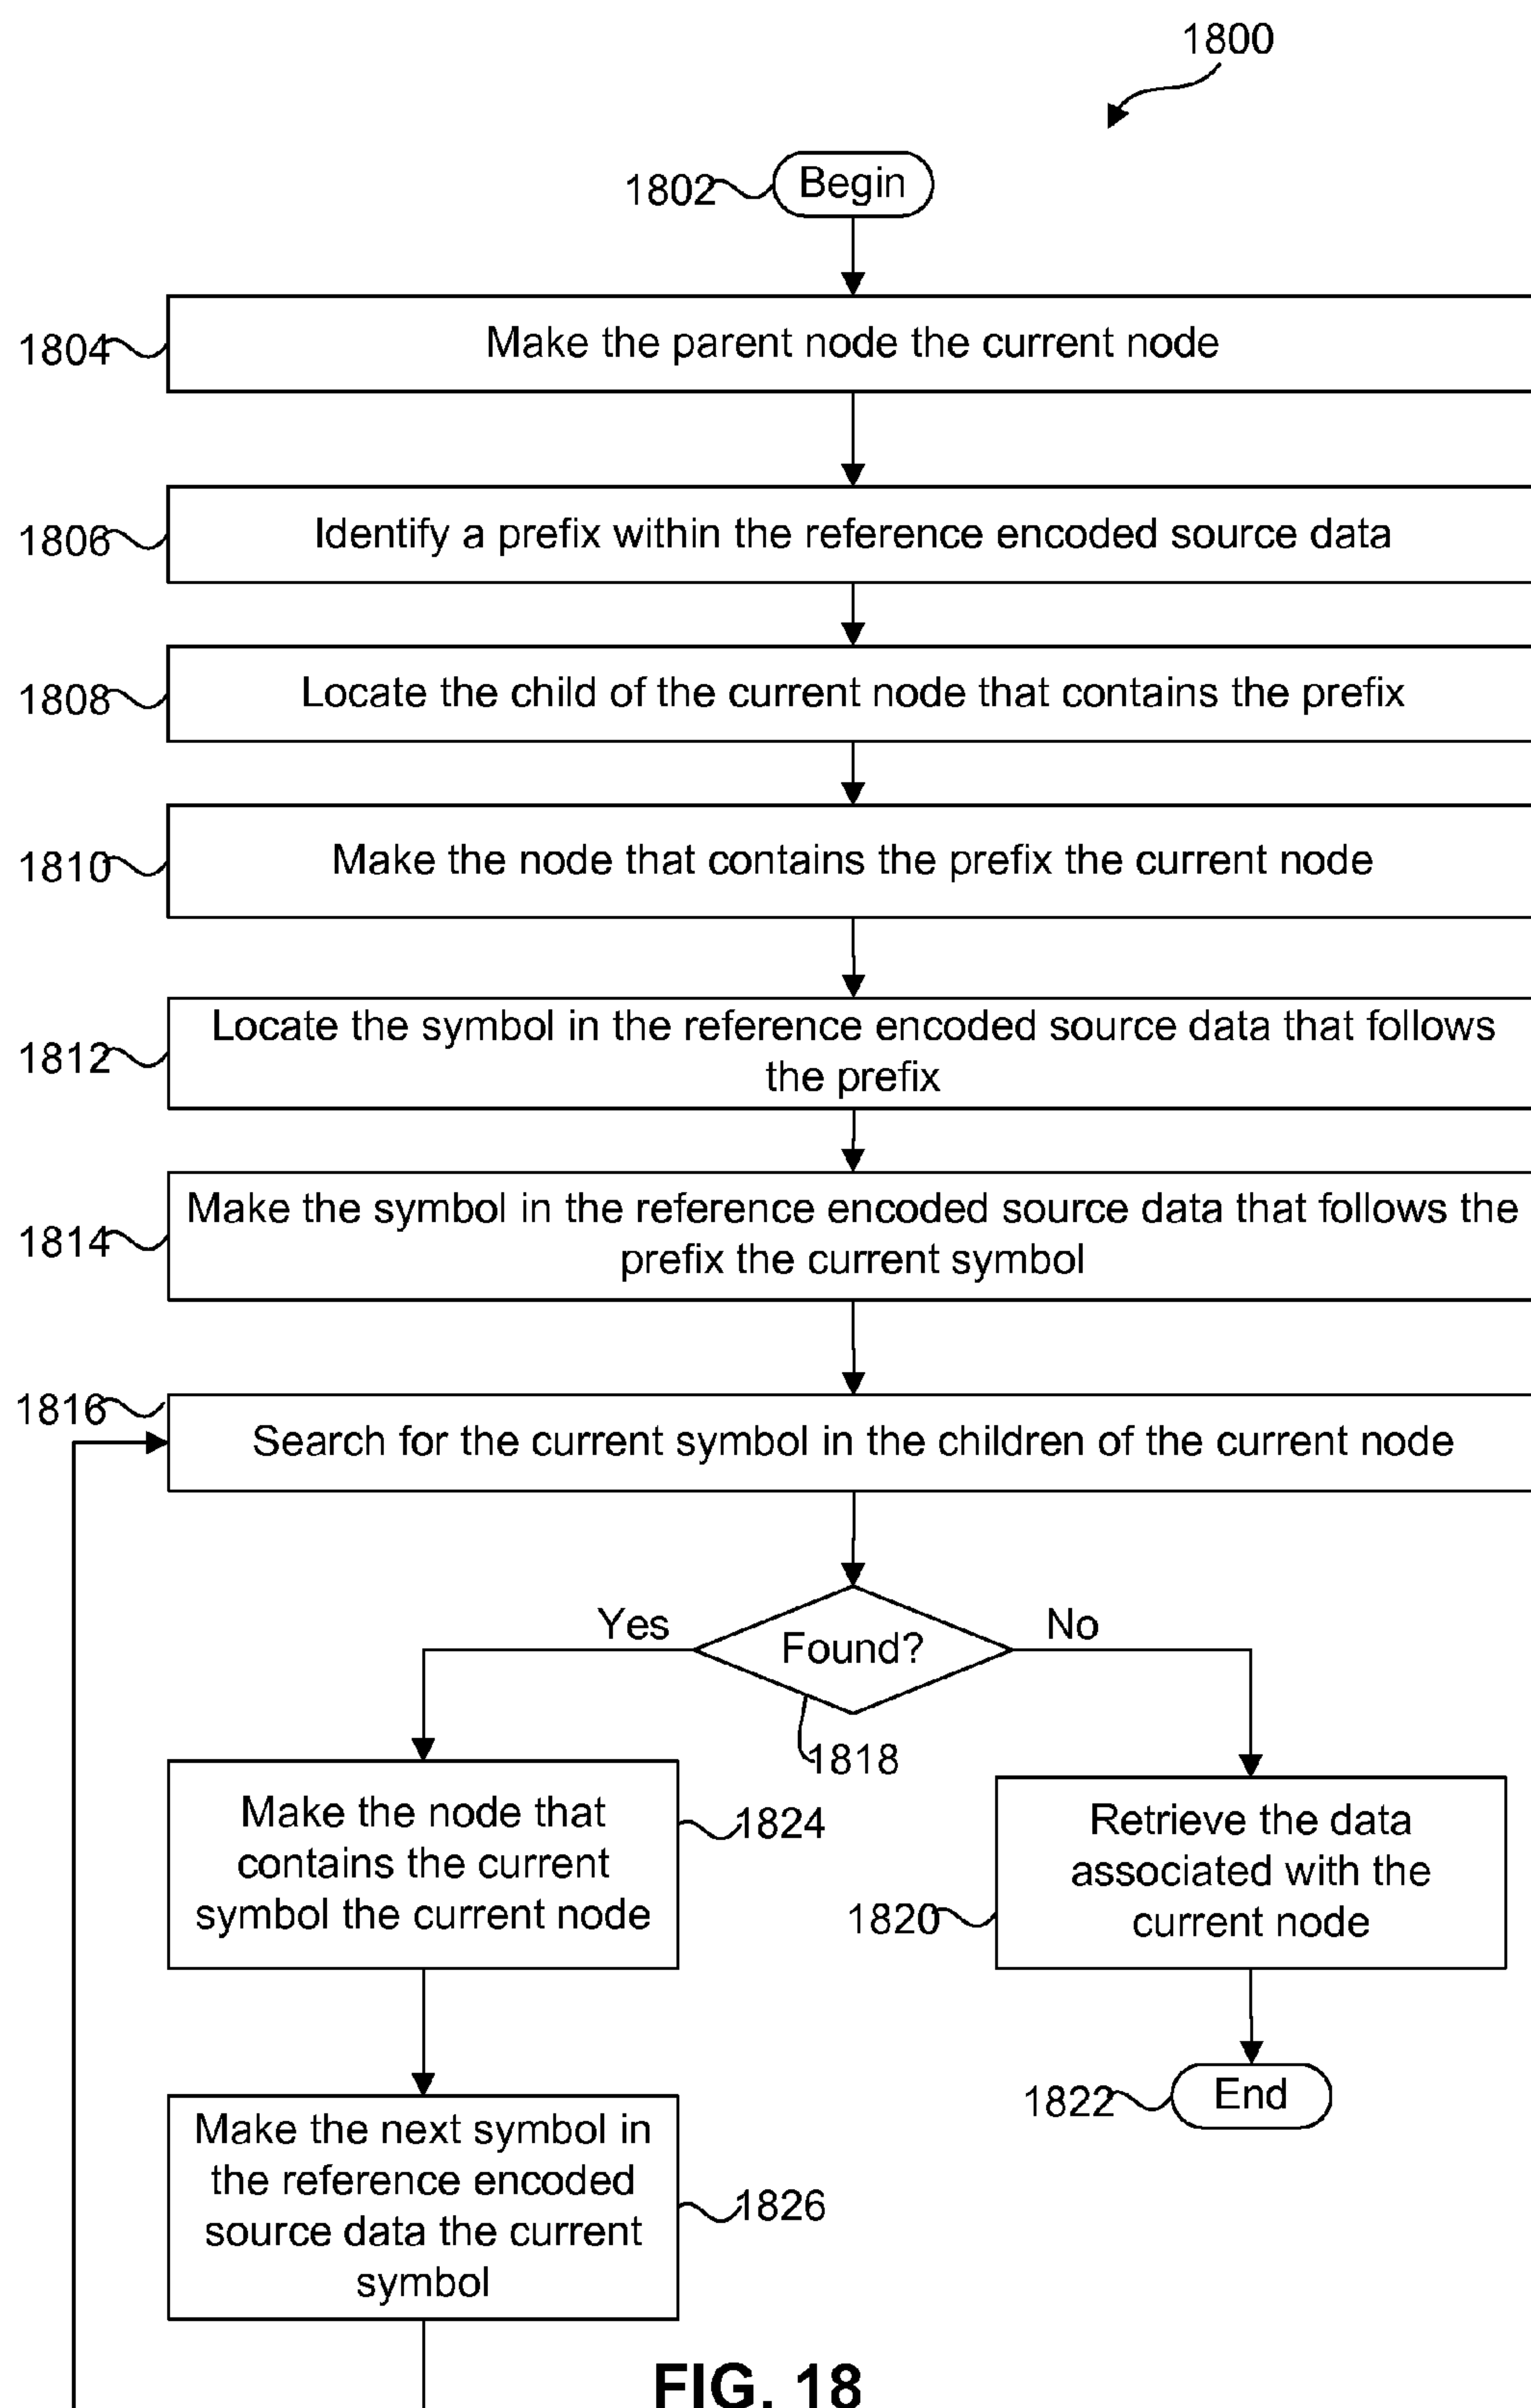 1800
1802
Begin
1804
Make the parent node the current node
1806
Identify a prefix within the reference encoded source data
1808
Locate the child of the current node that contains the prefix
1810
Make the node that contains the prefix the current node
1812
Locate the symbol in the reference encoded source data that follows
the prefix
1814
Make the symbol in the reference encoded source data that follows the
prefix the current symbol
1816
Search for the current symbol in the children of the current node
Yes
Found?
No
1818
Make the node that
contains the current
symbol the current node
1824
1820
Retrieve the data
associated with the
current node
1822
End
Make the next symbol in
the reference encoded
source data the current
symbol
1826
FIG. 18